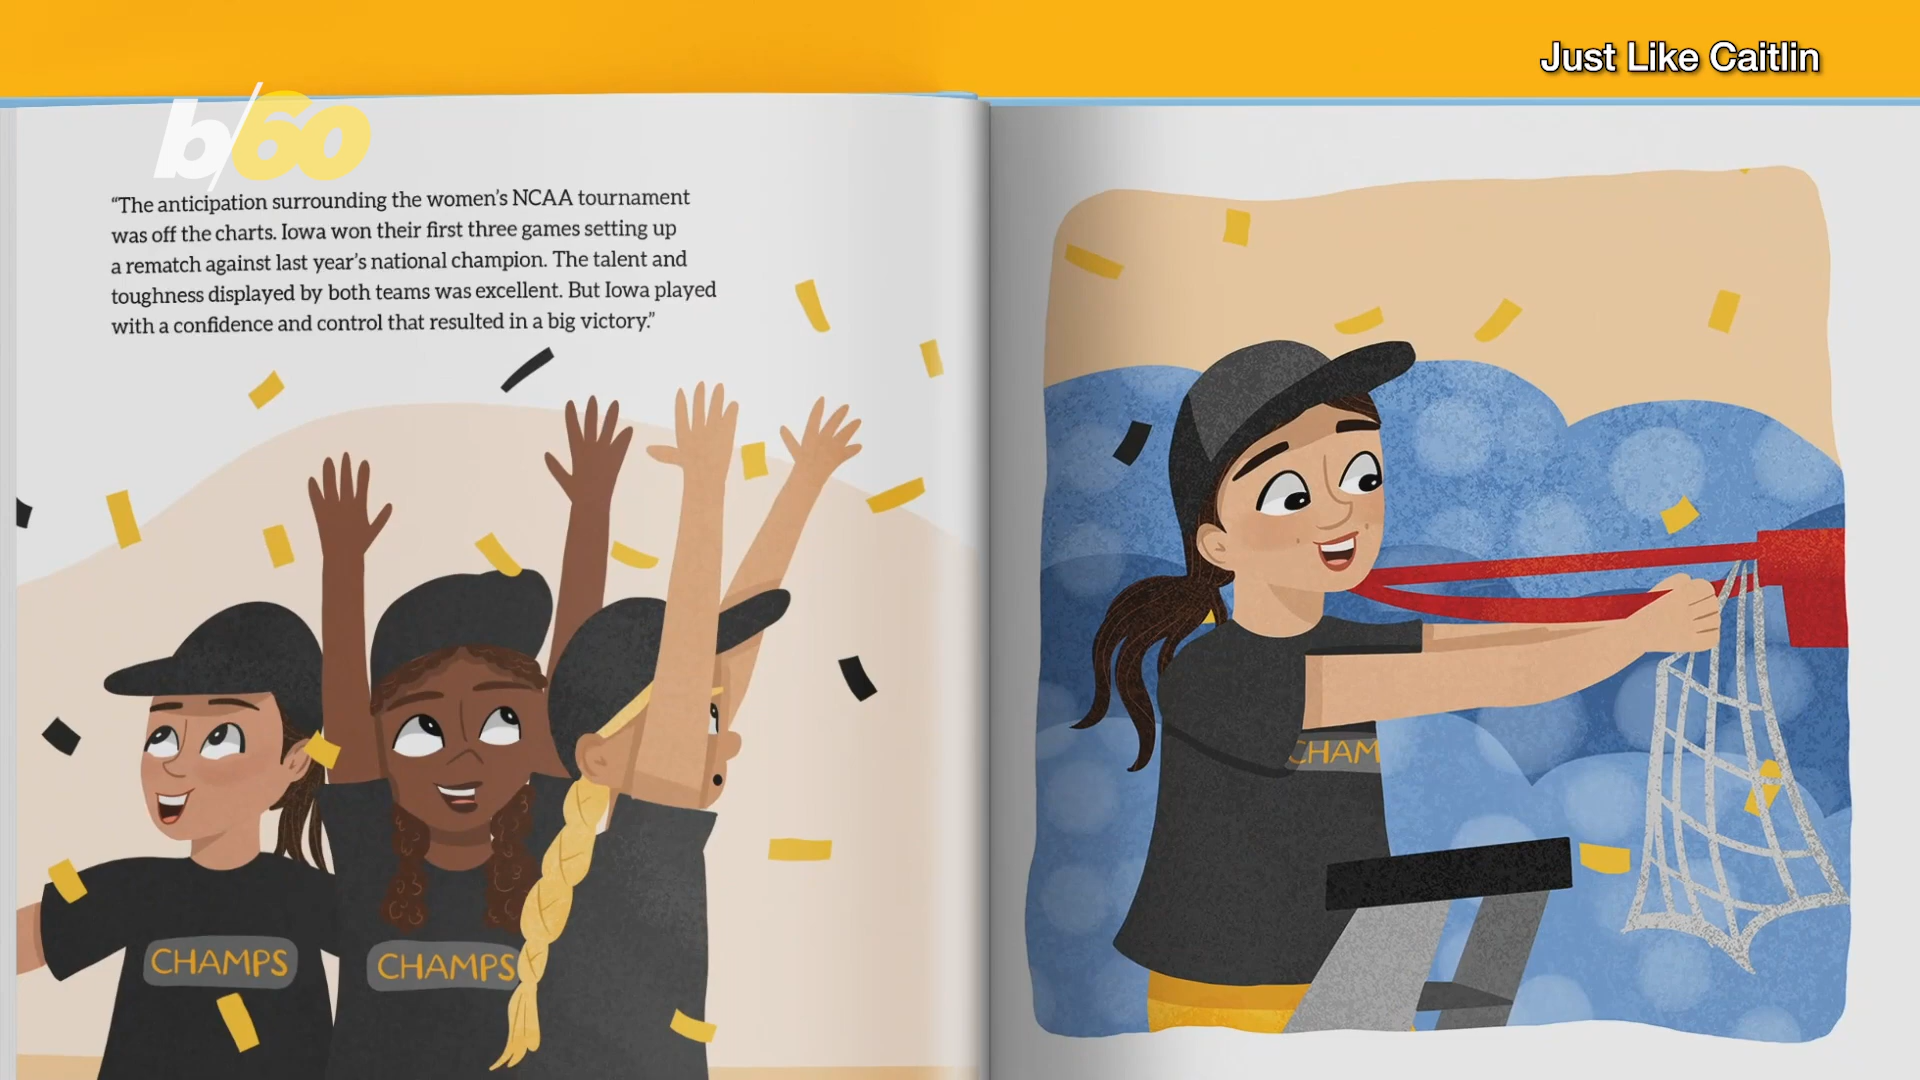 Just Like Caitlin
b/60
“The anticipation surrounding the women’s NCAA tournament
was off the charts. Iowa won their first three games setting up
a rematch against last year’s national champion. The talent and
toughness displayed by both teams was excellent. But Iowa played
with a confidence and control that resulted in a big victory.”
CHAMPS
CHAMPS
CHAM